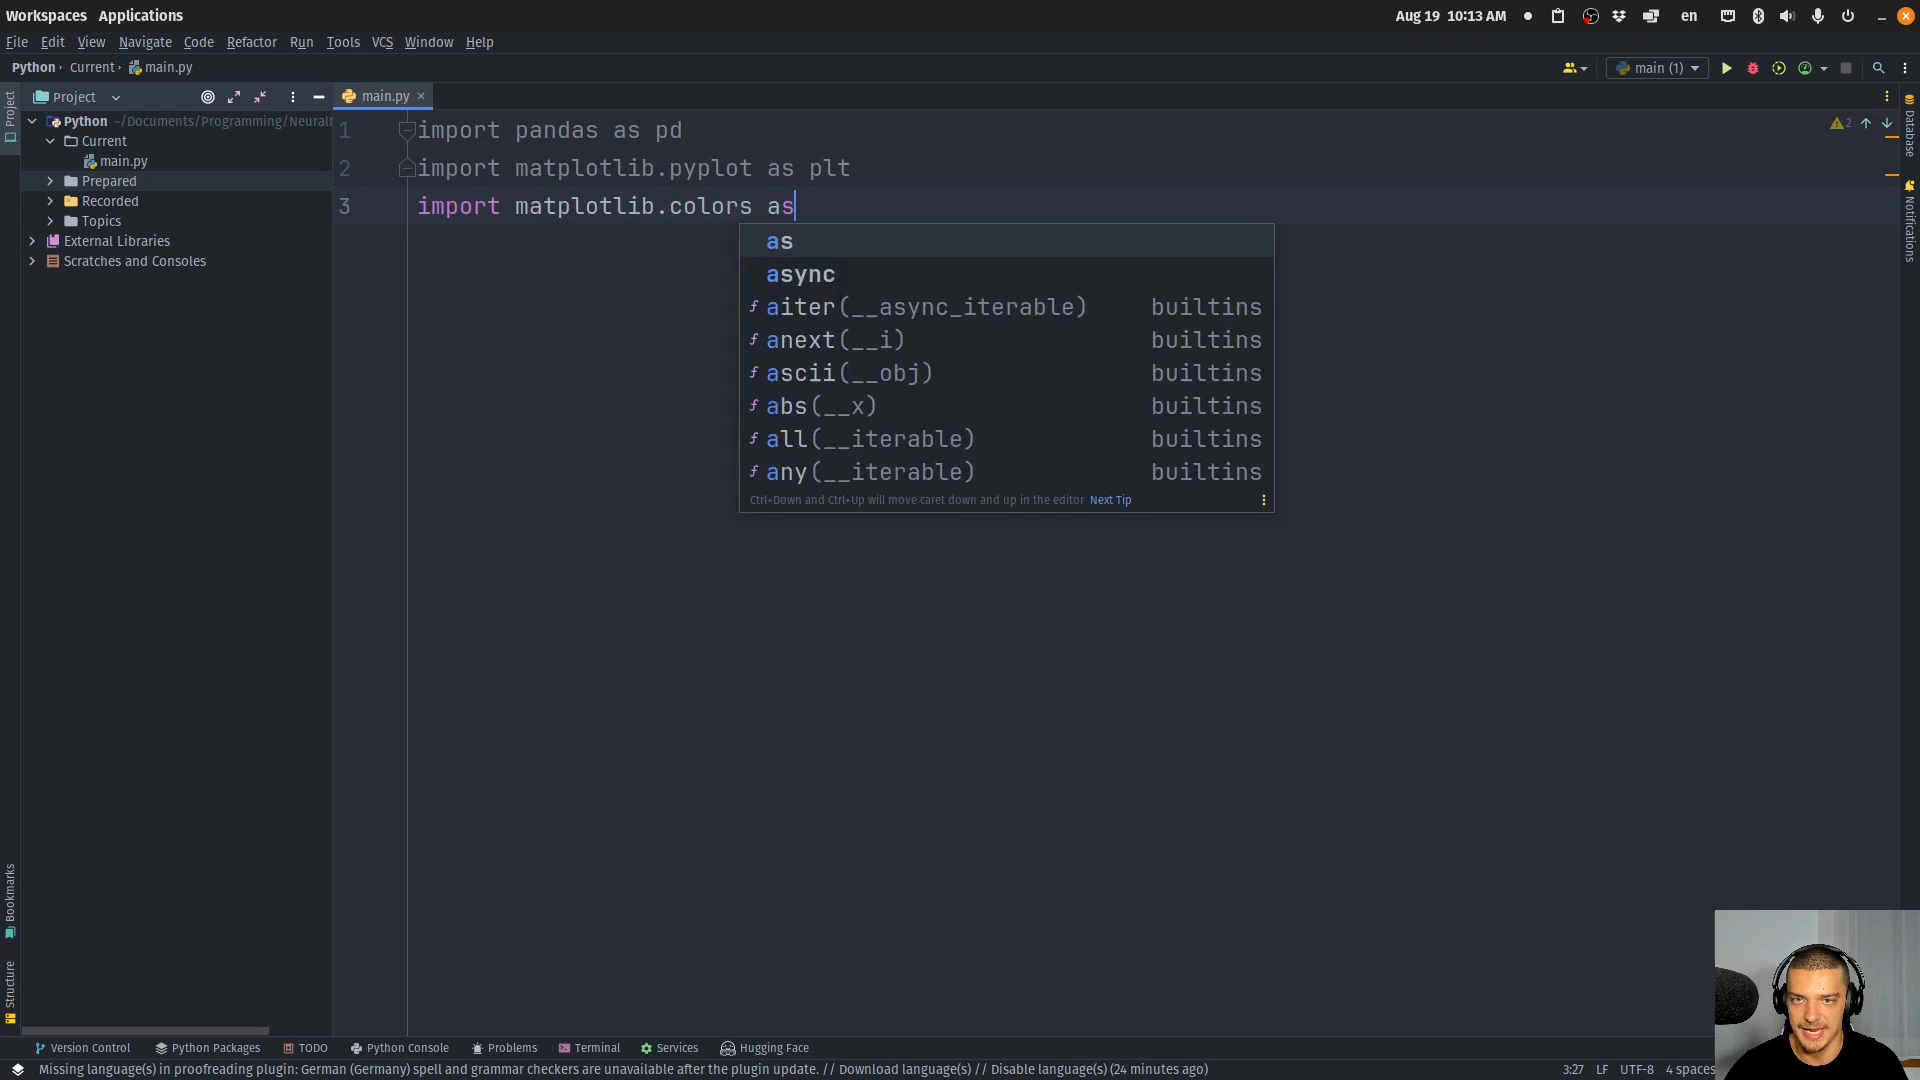 Workspaces Applications
Aug 19 10:13 AM
en
File Edit View Navigate Code Refactor Run Tools VCS Window Help
Python Current main.py
main (1)
Project
main.py
Python ~/Documents/Programming/Neural
Current
main.py
Prepared
Recorded
Topics
External Libraries
Scratches and Consoles
1 import pandas as pd
2 import matplotlib.pyplot as plt
3 import matplotlib.colors as
2
as
async
f aiter(__async_iterable) builtins
f anext(__i) builtins
f ascii(__obj) builtins
f abs(__x) builtins
f all(__iterable) builtins
f any(__iterable) builtins
Ctrl+Down and Ctrl+Up will move caret down and up in the editor Next Tip
Project
Bookmarks
Structure
Database
Notifications
Version Control Python Packages TODO Python Console Problems Terminal Services Hugging Face
Missing language(s) in proofreading plugin: German (Germany) spell and grammar checkers are unavailable after the plugin update. // Download language(s) // Disable language(s) (24 minutes ago)
3:27 LF UTF-8 4 spaces